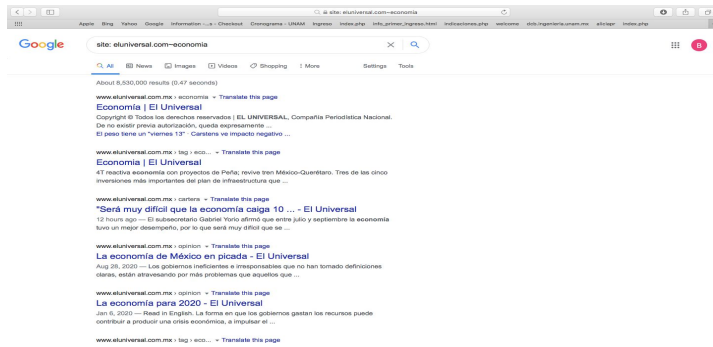 site: eluniversal.com~economia
Apple Bing Yahoo Google Information -...s - Checkout Cronograma - UNAM Ingreso index.php info_primer_ingreso.html indicaciones.php welcome dcb.ingenieria.unam.mx aliciapr index.php
Google
site: eluniversal.com~economia
B
All News Images Videos Shopping More Settings Tools
About 8,530,000 results (0.47 seconds)
www.eluniversal.com.mx › economia Translate this page
Economía | El Universal
Copyright © Todos los derechos reservados | EL UNIVERSAL, Compañía Periodística Nacional.
De no existir previa autorización, queda expresamente ...
El peso tiene un "viernes 13" · Carstens ve impacto negativo ...
www.eluniversal.com.mx › tag › eco... Translate this page
Economia | El Universal
4T reactiva economía con proyectos de Peña; revive tren México-Querétaro. Tres de las cinco
inversiones más importantes del plan de infraestructura que ...
www.eluniversal.com.mx › cartera Translate this page
"Será muy difícil que la economía caiga 10 ... - El Universal
12 hours ago — El subsecretario Gabriel Yorio afirmó que entre julio y septiembre la economía
tuvo un mejor desempeño, por lo que será muy difícil que se ...
www.eluniversal.com.mx › opinion Translate this page
La economía de México en picada - El Universal
Aug 28, 2020 — Los gobiernos ineficientes e irresponsables que no han tomado definiciones
claras, están atravesando por más problemas que aquellos que ...
www.eluniversal.com.mx › opinion Translate this page
La economía para 2020 - El Universal
Jan 6, 2020 — Read in English. La forma en que los gobiernos gastan los recursos puede
contribuir a producir una crisis económica, a impulsar el ...
www.eluniversal.com.mx › tag › eco... Translate this page